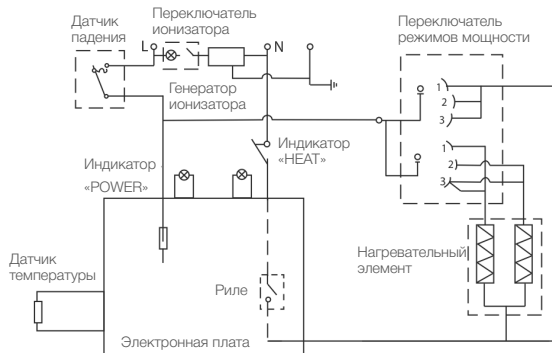 Датчик
падения
Переключатель
ионизатора
L
N
Переключатель
режимов мощности
Генератор
ионизатора
1
2
3
Индикатор
«HEAT»
Индикатор
«POWER»
1
2
3
Датчик
температуры
Нагревательный
элемент
Риле
Электронная плата